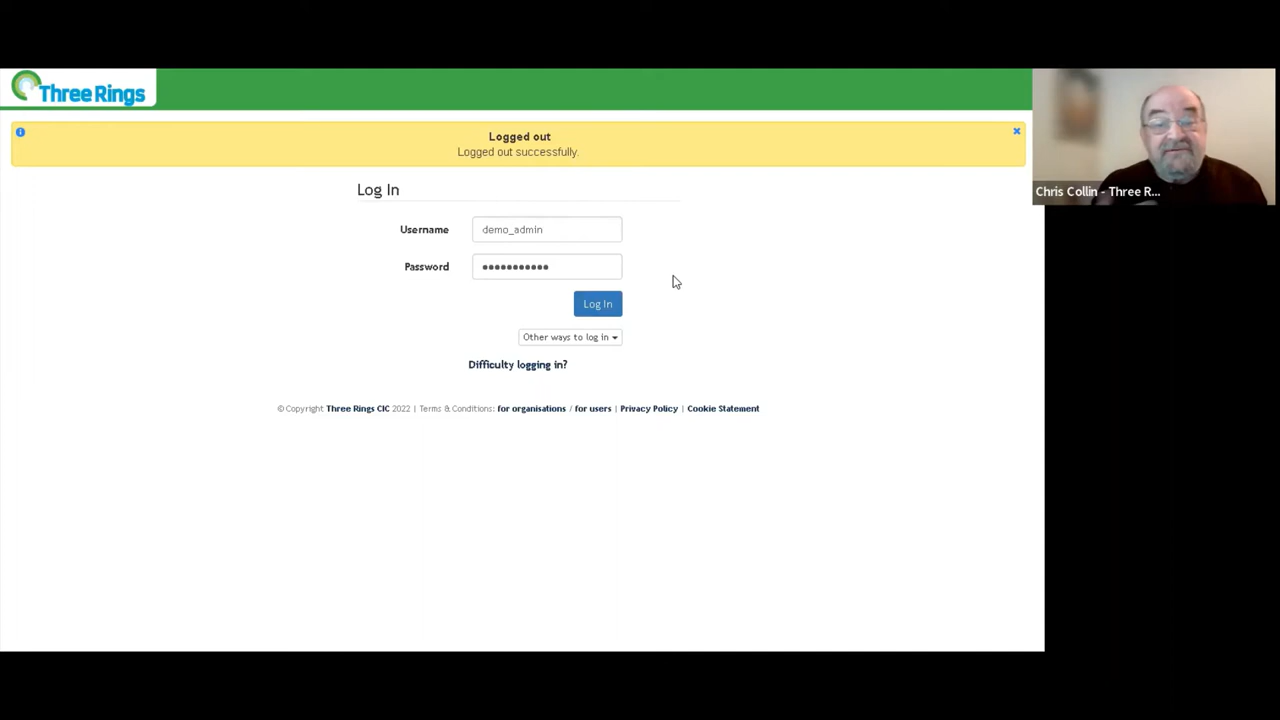 Three Rings
Logged out
Logged out successfully.
Chris Collin - Three R...
Log In
Username
demo_admin
Password
Log In
Other ways to log in
Difficulty logging in?
© Copyright Three Rings CIC 2022 | Terms & Conditions: for organisations / for users | Privacy Policy | Cookie Statement